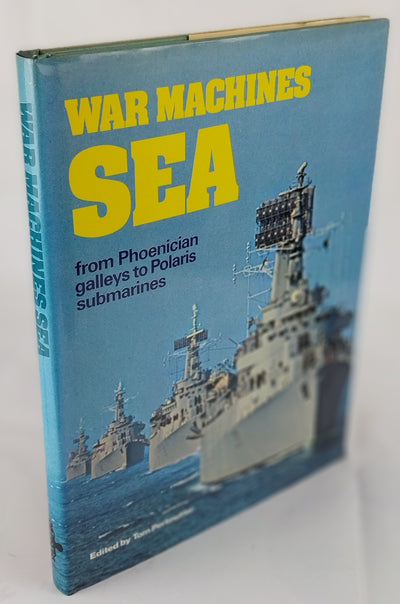 WAR MACHINES
SEA
from Phoenician
galleys to Polaris
submarines
Edited by Tom Perlmutter
WAR MACHINES SEA